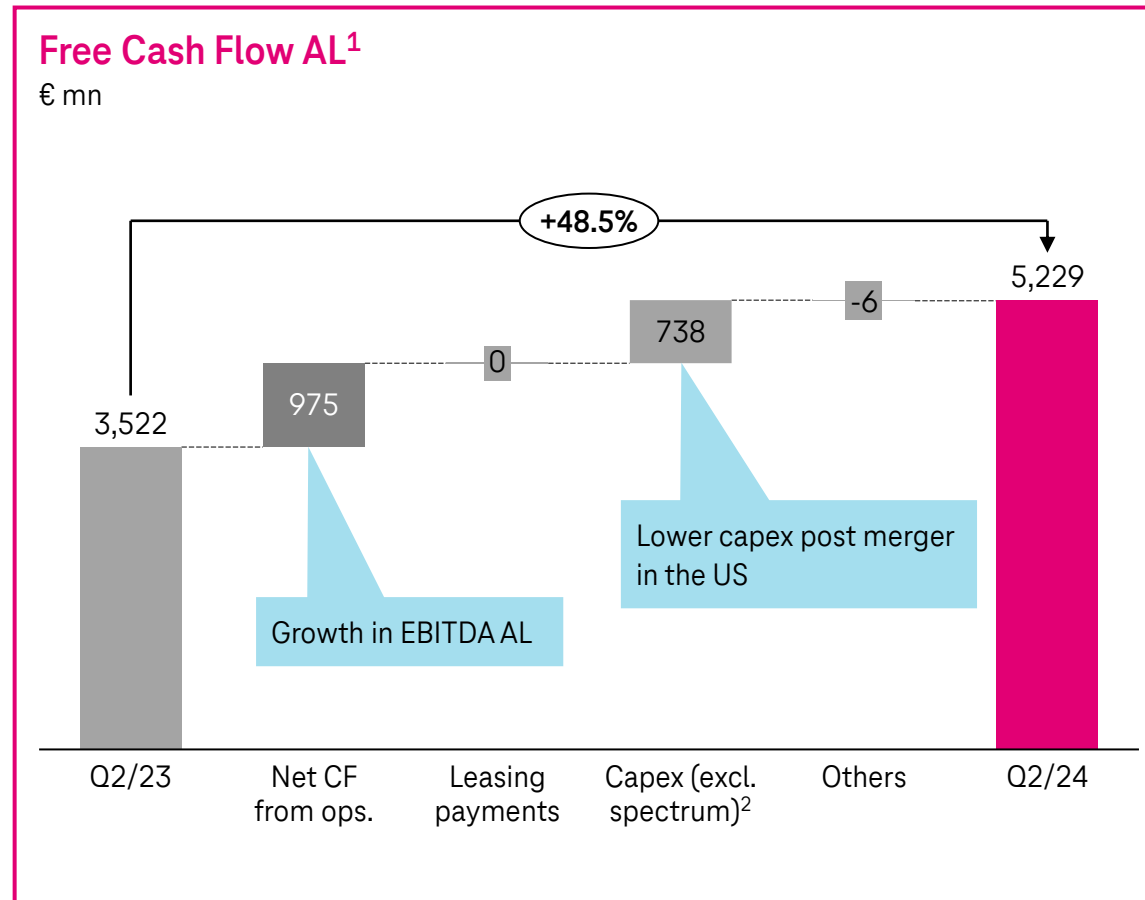 Free Cash Flow AL¹
€ mn
+48.5%
5,229
-6
738
0
975
3,522
Lower capex post merger
in the US
Growth in EBITDA AL
Q2/23
Net CF
from ops.
Leasing
payments
Capex (excl.
spectrum)²
Others
Q2/24